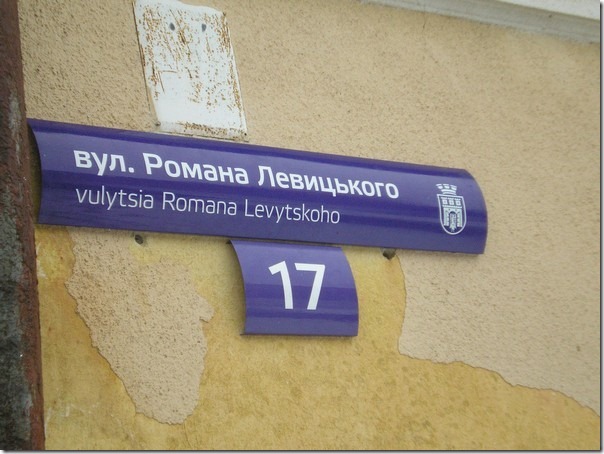 вул. Романа Левицького
vulytsia Romana Levytskoho
17